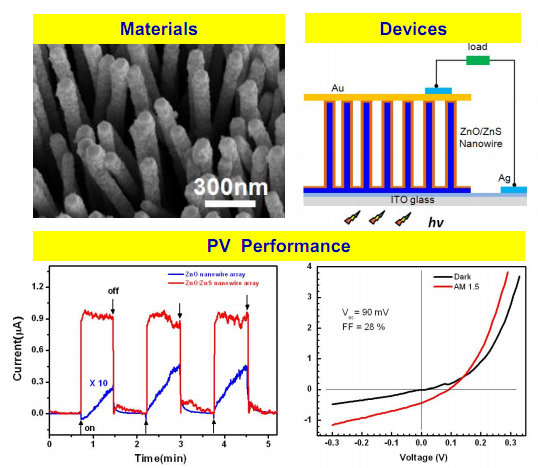 Materials
Devices
300nm
load
Au
ZnO/ZnS
Nanowire
Ag
ITO glass
hv
PV Performance
ZnO nanowire array
ZnO/ZnS nanowire array
off
X 10
on
1.2
0.9
0.6
0.3
0.0
0 1 2 3 4 5
Current(μA)
Time(min)
Dark
AM 1.5
Voc = 90 mV
FF = 28 %
4
3
2
1
0
-1
-2
-0.3 -0.1 0.0 0.1 0.2 0.3
Voltage (V)